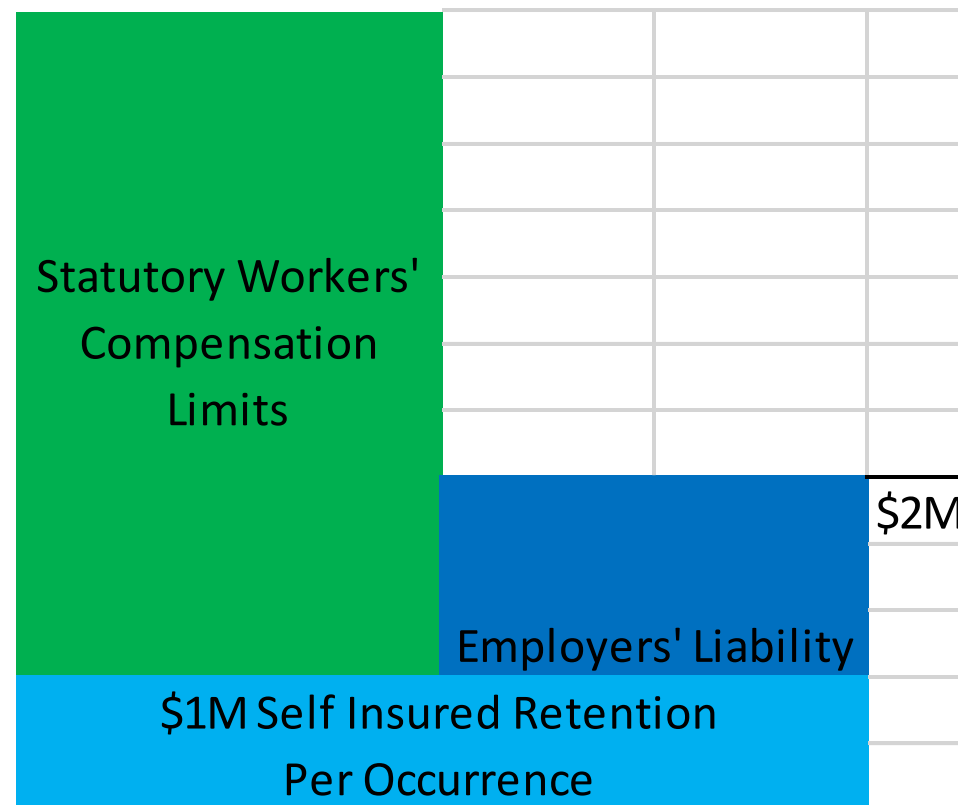 Statutory Workers'
Compensation
Limits
$2M
Employers' Liability
$1M Self Insured Retention
Per Occurrence